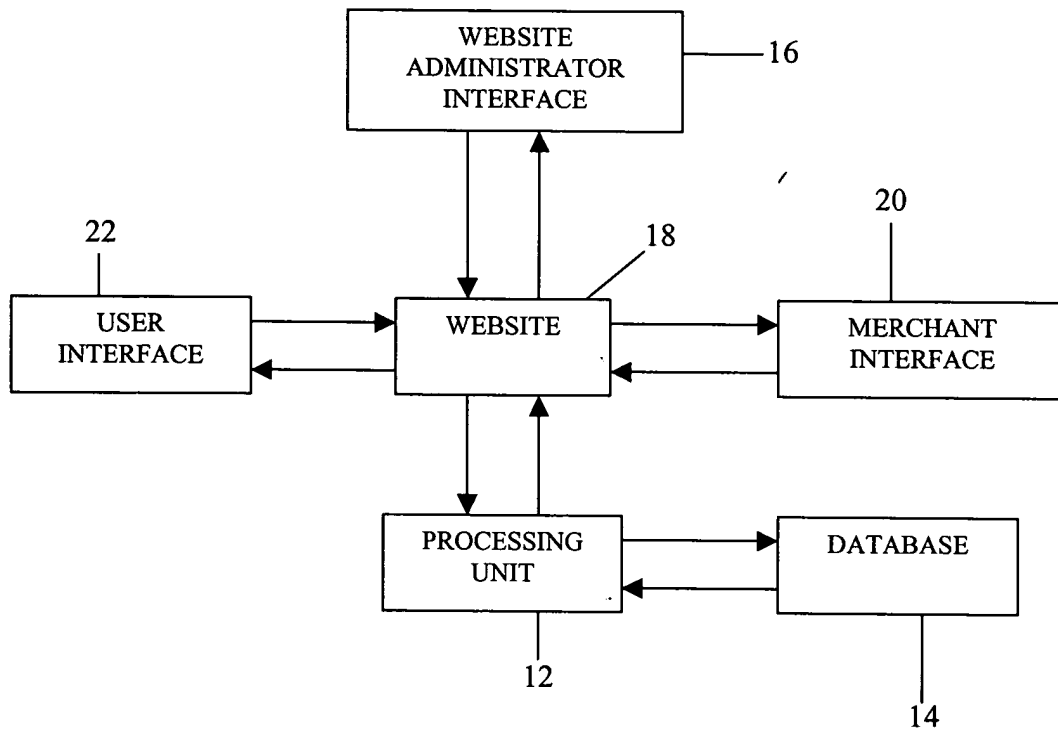 WEBSITE
ADMINISTRATOR
INTERFACE
16
20
22
18
USER
INTERFACE
WEBSITE
MERCHANT
INTERFACE
PROCESSING
UNIT
DATABASE
12
14